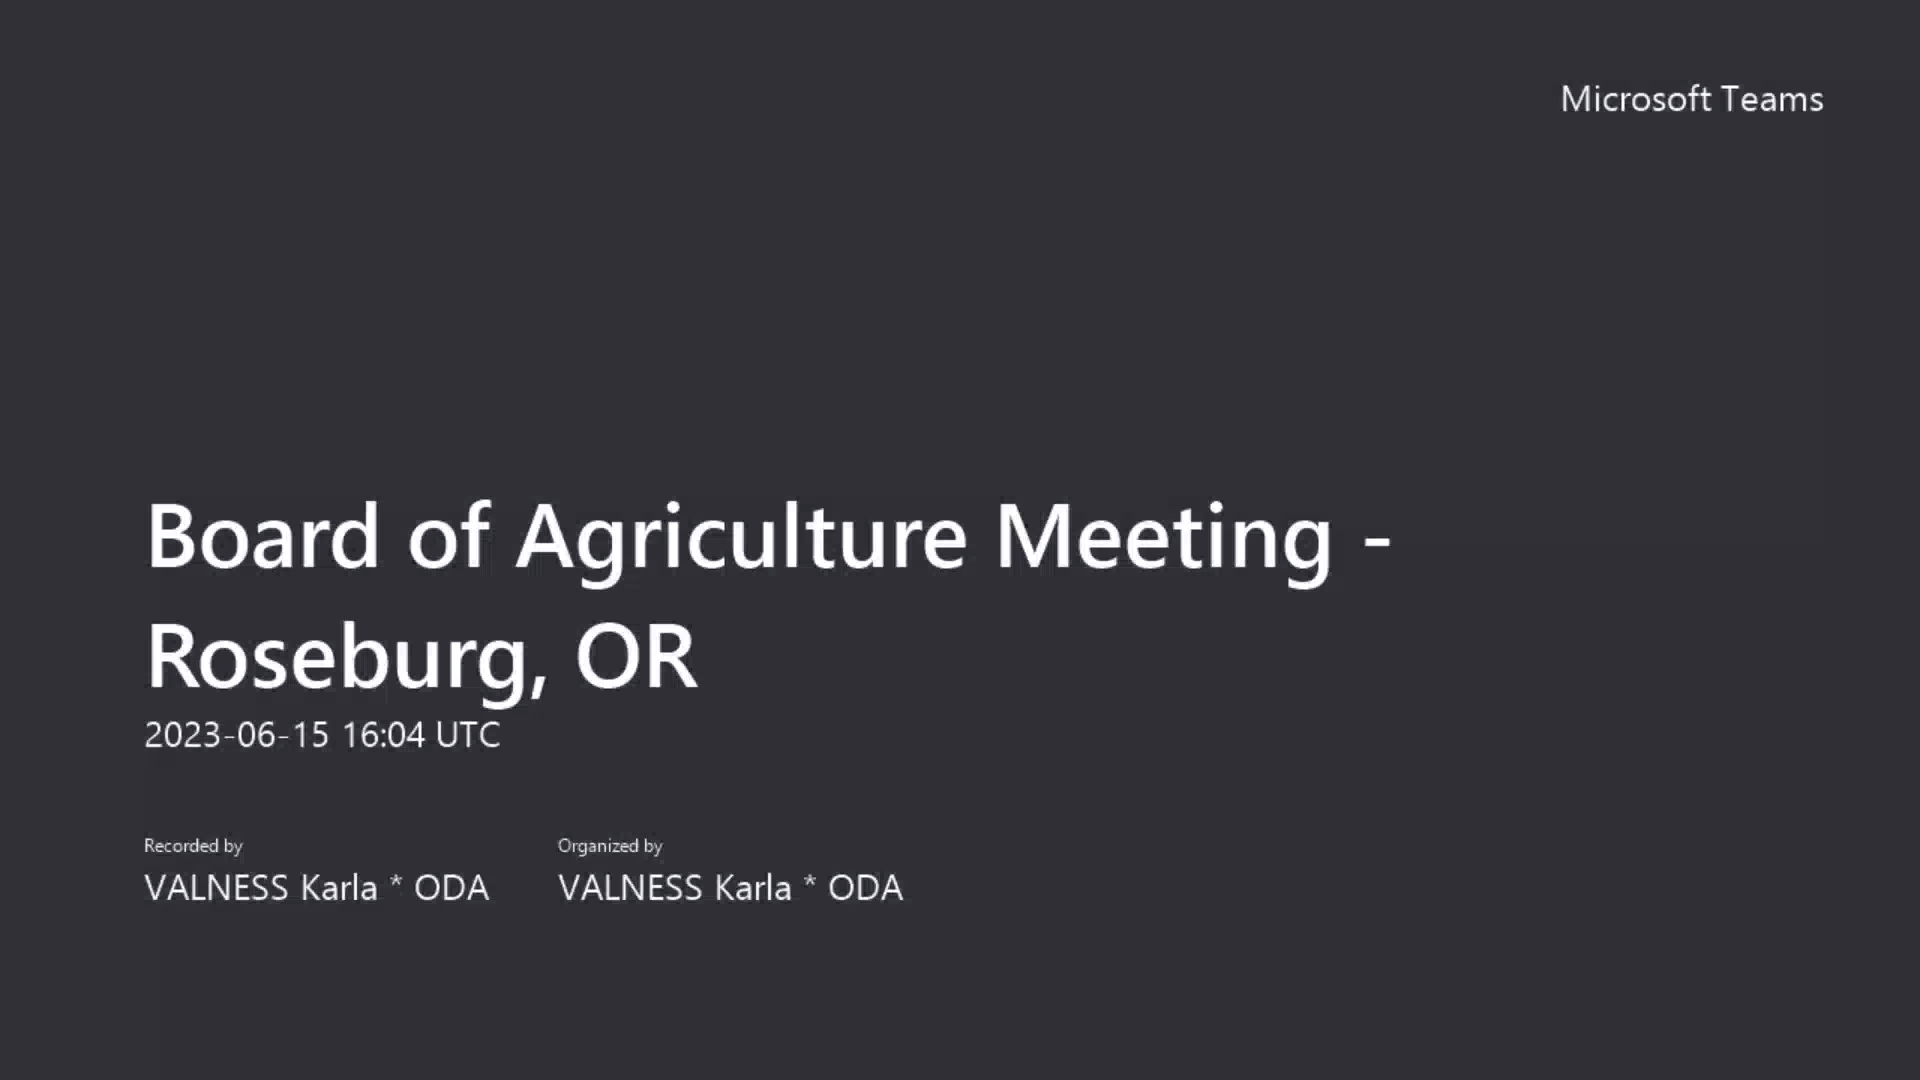 Microsoft Teams
Board of Agriculture Meeting -
Roseburg, OR
2023-06-15 16:04 UTC
Recorded by
VALNESS Karla * ODA
Organized by
VALNESS Karla * ODA